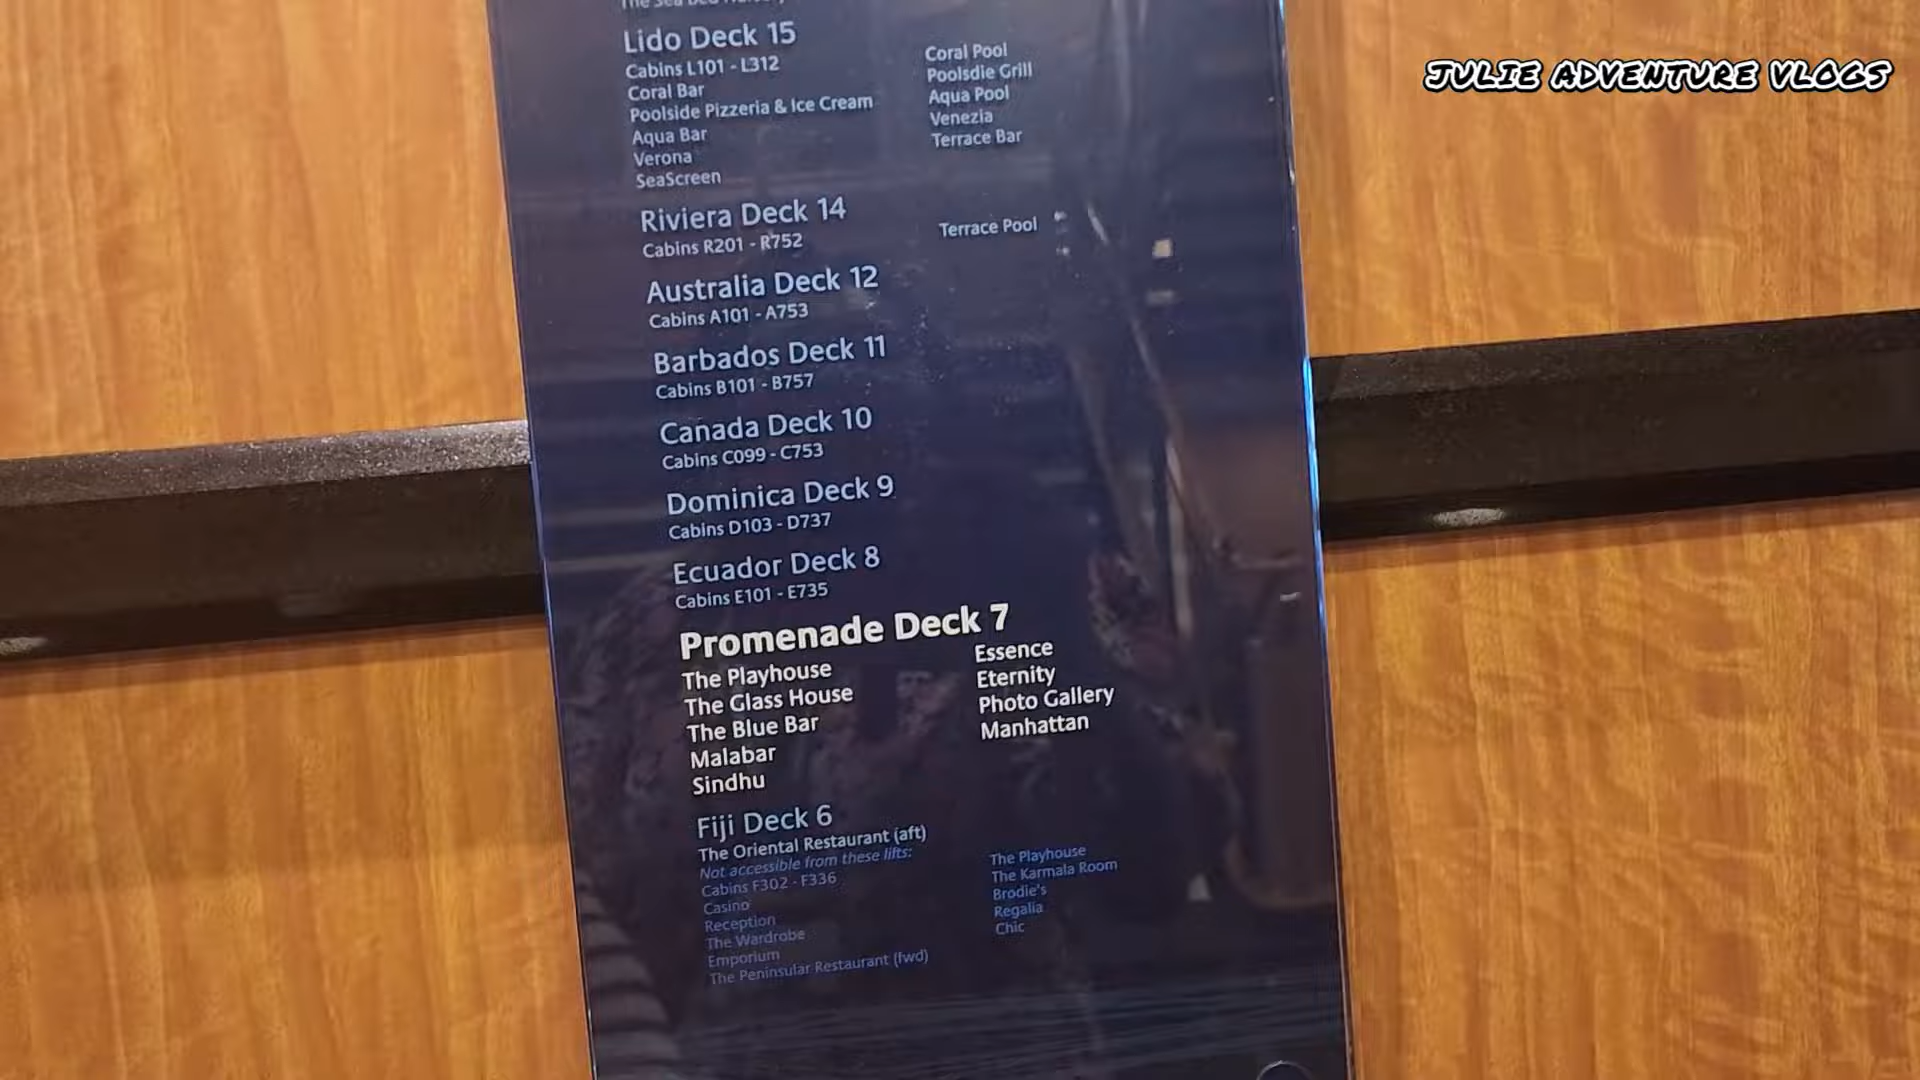 JULIE ADVENTURE VLOGS
Lido Deck 15
Cabins L101 - L312
Coral Bar
Poolside Pizzeria & Ice Cream
Aqua Bar
Verona
SeaScreen
Coral Pool
Poolsdie Grill
Aqua Pool
Venezia
Terrace Bar
Riviera Deck 14
Cabins R201 - R752
Terrace Pool
Australia Deck 12
Cabins A101 - A753
Barbados Deck 11
Cabins B101 - B757
Canada Deck 10
Cabins C099 - C753
Dominica Deck 9
Cabins D103 - D737
Ecuador Deck 8
Cabins E101 - E735
Promenade Deck 7
The Playhouse
The Glass House
The Blue Bar
Malabar
Sindhu
Essence
Eternity
Photo Gallery
Manhattan
Fiji Deck 6
The Oriental Restaurant (aft)
Not accessible from these lifts:
Cabins F302 - F336
Casino
Reception
The Wardrobe
Emporium
The Peninsular Restaurant (fwd)
The Playhouse
The Karmala Room
Brodie's
Regalia
Chic